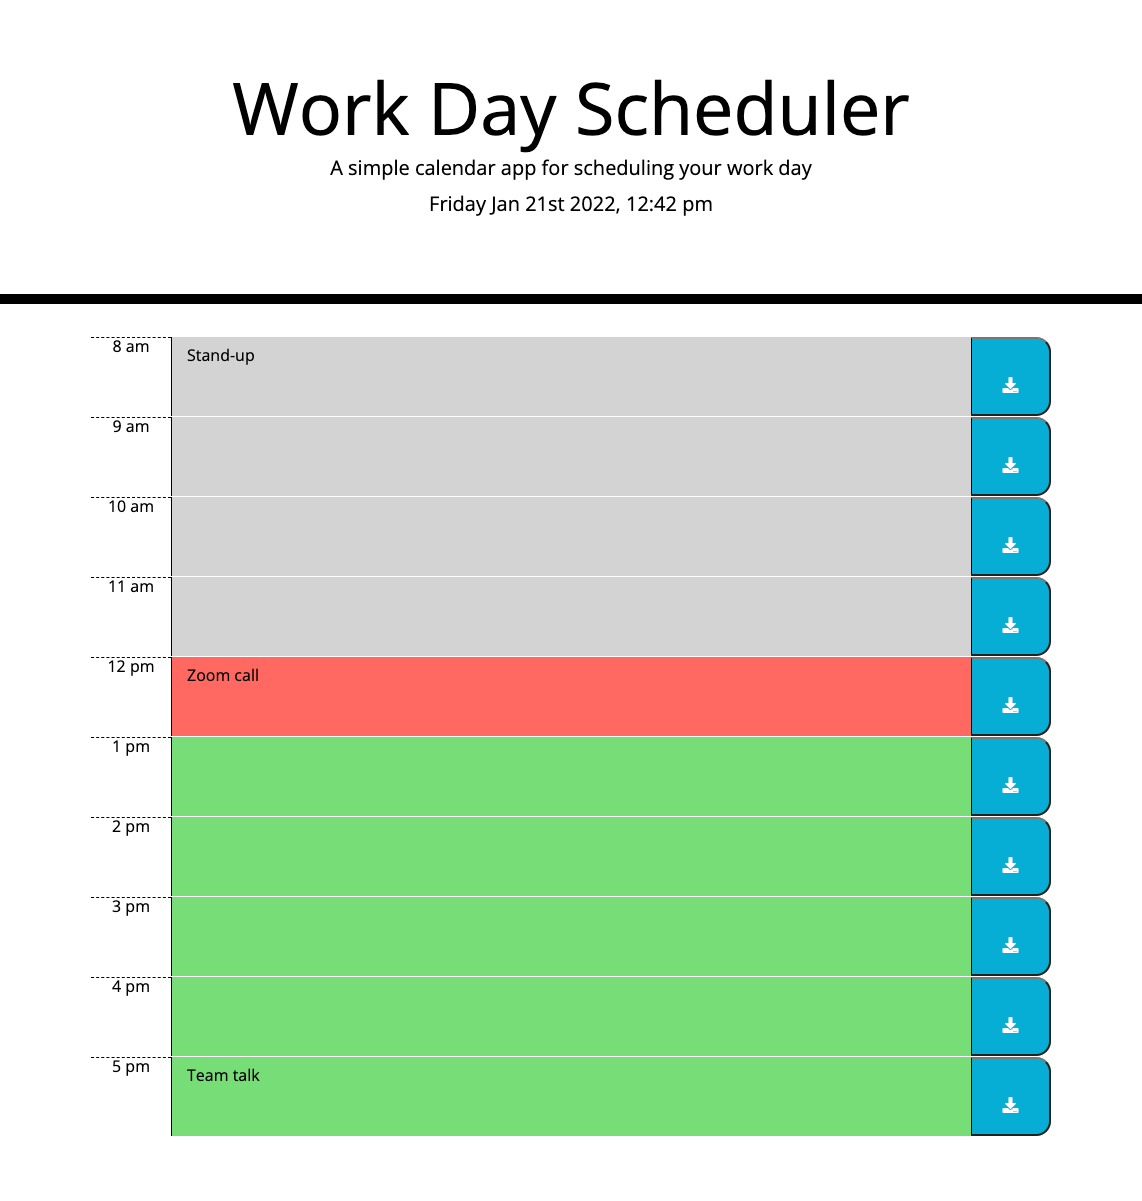 Work Day Scheduler
A simple calendar app for scheduling your work day
Friday Jan 21st 2022, 12:42 pm
8 am
Stand-up
9 am
10 am
11 am
12 pm
Zoom call
1 pm
2 pm
3 pm
4 pm
5 pm
Team talk